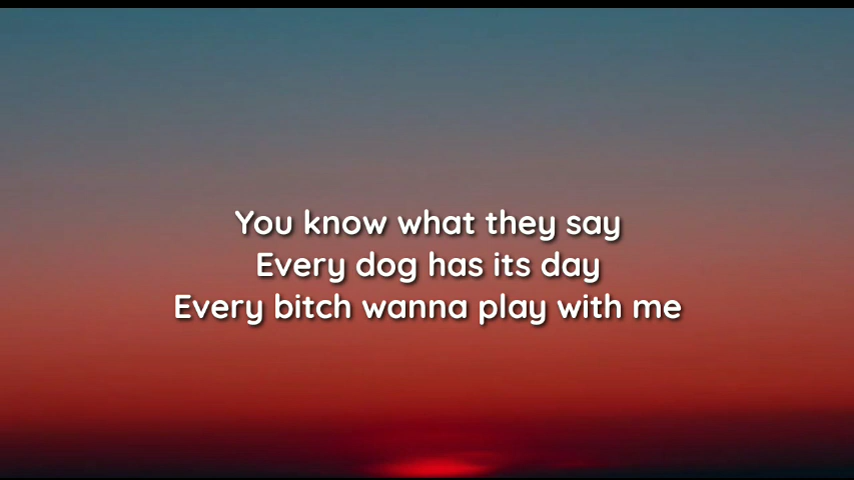 You know what they say
Every dog has its day
Every bitch wanna play with me